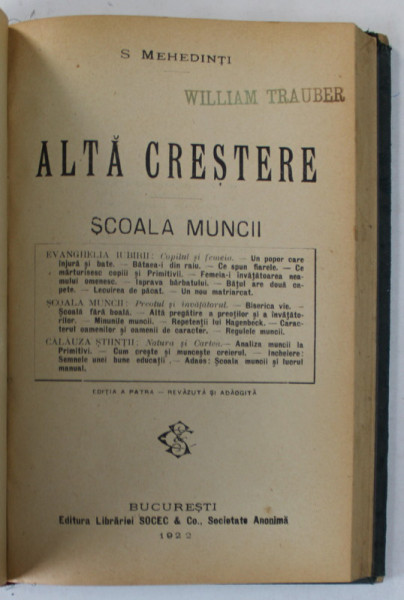 S MEHEDINȚI
WILLIAM TRAUBER
ALTĂ CREȘTERE
ȘCOALA MUNCII
EVANGHELIA IUBIRII: Copilul și femeia. — Un popor care
înjură și bate. — Bătaea-i din raiu. — Ce spun fiarele. — Ce
mărturisesc copiii și Primitivii. — Femeia-i învățătoarea nea-
mului omenesc. — Isprava bărbatului. — Bățul are două ca-
pete. — Lecuirea de păcat. — Un nou matriarcat.
ȘCOALA MUNCII: Preotul și învățătorul. — Biserica vie. —
Școală fără boală. — Altă pregătire a preoților și a învăță-
torilor. — Minunile muncii. — Repetenții lui Hagenbeck. — Carac-
terul oamenilor și oamenii de caracter. — Regulele muncii.
CĂLĂUZA ȘTIINȚII: Natura și Cartea. — Analiza muncii la
Primitivi. — Cum crește și muncește creierul. — Încheiere:
Semnele unei bune educații. — Adaos: Școala muncii și lucrul
manual.
EDIȚIA A PATRA — REVĂZUTĂ ȘI ADĂOGITĂ
BUCUREȘTI
Editura Librăriei SOCEC & Co., Societate Anonimă
1922